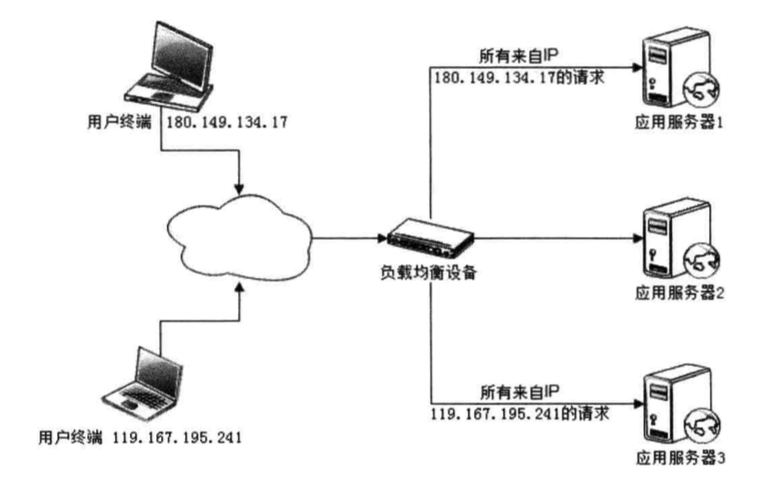 所有来自IP
180.149.134.17的请求
应用服务器1
用户终端 180.149.134.17
负载均衡设备
应用服务器2
所有来自IP
119.167.195.241的请求
用户终端 119.167.195.241
应用服务器3